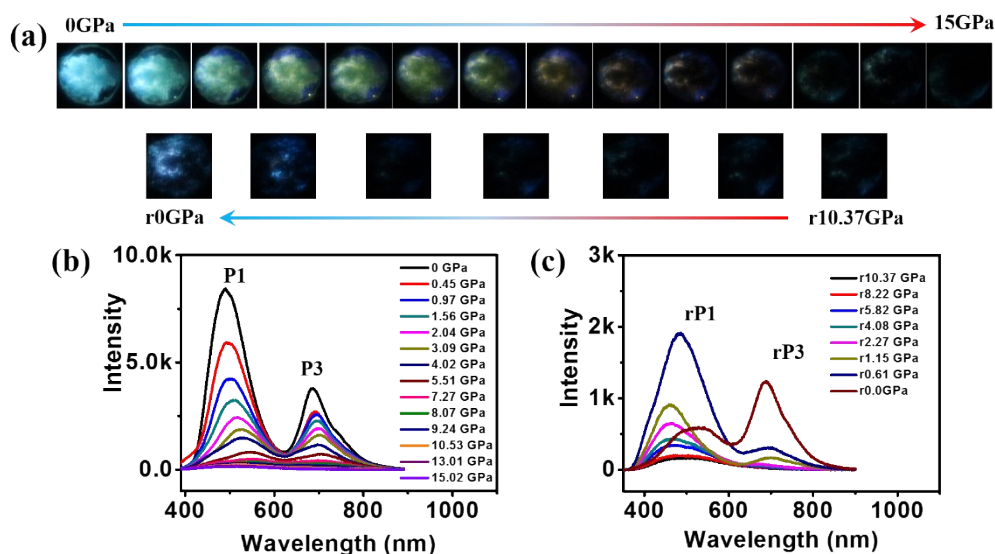 (a)
0GPa
15GPa
r0GPa
r10.37GPa
(b)
10.0k
5.0k
0.0
Intensity
P1
P3
0 GPa
0.45 GPa
0.97 GPa
1.56 GPa
2.04 GPa
3.09 GPa
4.02 GPa
5.51 GPa
7.27 GPa
8.07 GPa
9.24 GPa
10.53 GPa
13.01 GPa
15.02 GPa
400 600 800 1000
Wavelength (nm)
(c)
3k
2k
1k
0
Intensity
rP1
rP3
r10.37 GPa
r8.22 GPa
r5.82 GPa
r4.08 GPa
r2.27 GPa
r1.15 GPa
r0.61 GPa
r0.0GPa
400 600 800 1000
Wavelength (nm)